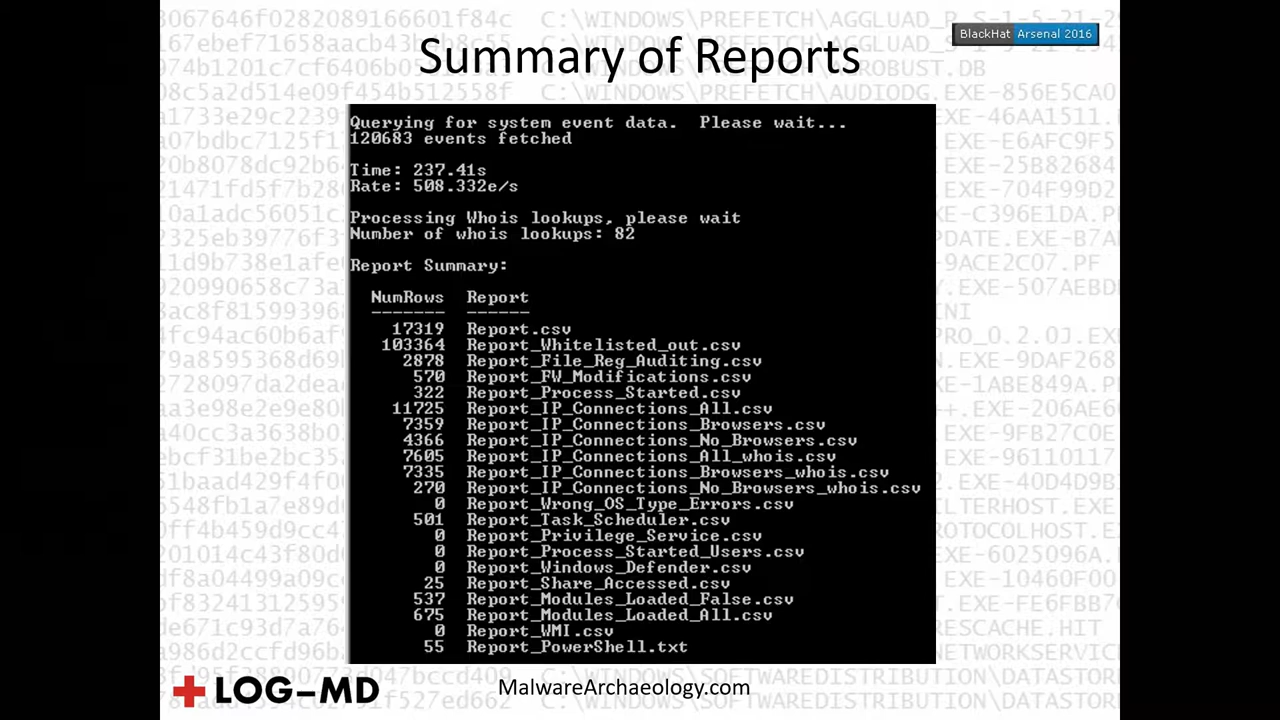 BlackHat Arsenal 2016
Summary of Reports
Querying for system event data. Please wait...
120683 events fetched
Time: 237.41s
Rate: 508.332e/s
Processing Whois lookups, please wait
Number of whois lookups: 82
Report Summary:
NumRows Report
------- ------
17319 Report.csv
103364 Report_Whitelisted_out.csv
2878 Report_File_Reg_Auditing.csv
570 Report_FW_Modifications.csv
322 Report_Process_Started.csv
11725 Report_IP_Connections_All.csv
7359 Report_IP_Connections_Browsers.csv
4366 Report_IP_Connections_No_Browsers.csv
7605 Report_IP_Connections_All_whois.csv
7335 Report_IP_Connections_Browsers_whois.csv
270 Report_IP_Connections_No_Browsers_whois.csv
0 Report_Wrong_OS_Type_Errors.csv
501 Report_Task_Scheduler.csv
0 Report_Privilege_Service.csv
0 Report_Process_Started_Users.csv
0 Report_Windows_Defender.csv
25 Report_Share_Accessed.csv
537 Report_Modules_Loaded_False.csv
675 Report_Modules_Loaded_All.csv
0 Report_WMI.csv
55 Report_PowerShell.txt
LOG-MD
MalwareArchaeology.com